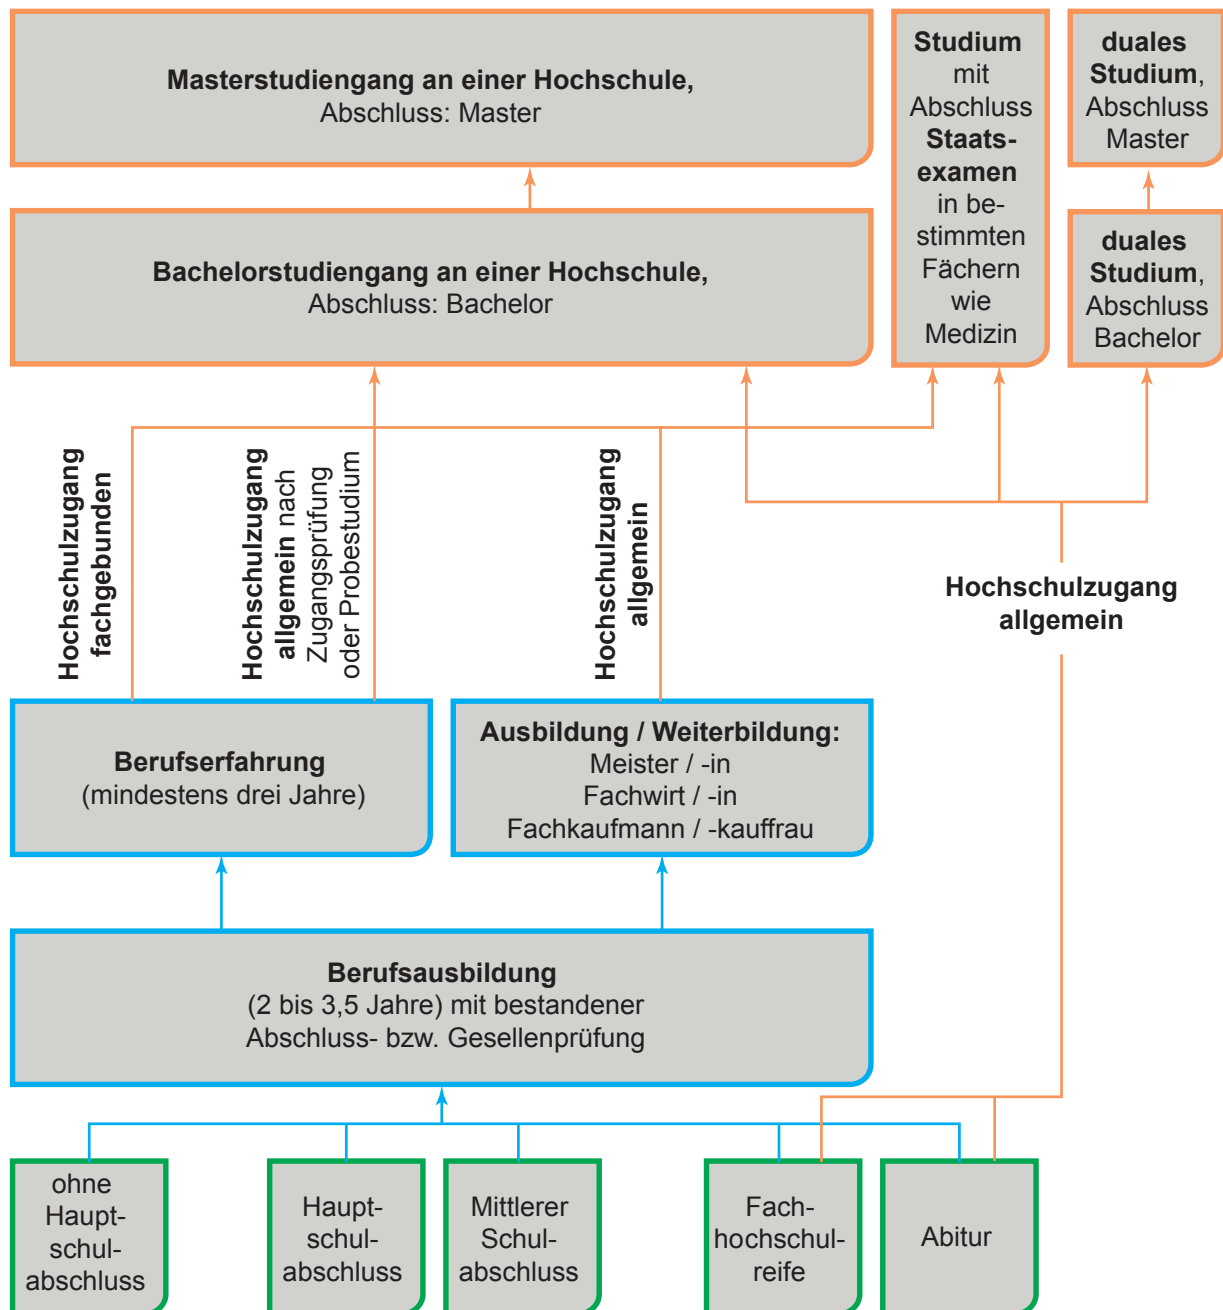 Masterstudiengang an einer Hochschule,
Abschluss: Master
Studium
mit
Abschluss
Staats-
examen
in be-
stimmten
Fächern
wie
Medizin
duales
Studium,
Abschluss
Master
Bachelorstudiengang an einer Hochschule,
Abschluss: Bachelor
duales
Studium,
Abschluss
Bachelor
Hochschulzugang
fachgebunden
Hochschulzugang
allgemein nach
Zugangsprüfung
oder Probestudium
Hochschulzugang
allgemein
Hochschulzugang
allgemein
Berufserfahrung
(mindestens drei Jahre)
Ausbildung / Weiterbildung:
Meister / -in
Fachwirt / -in
Fachkaufmann / -kauffrau
Berufsausbildung
(2 bis 3,5 Jahre) mit bestandener
Abschluss- bzw. Gesellenprüfung
ohne
Haupt-
schul-
abschluss
Haupt-
schul-
abschluss
Mittlerer
Schul-
abschluss
Fach-
hochschul-
reife
Abitur